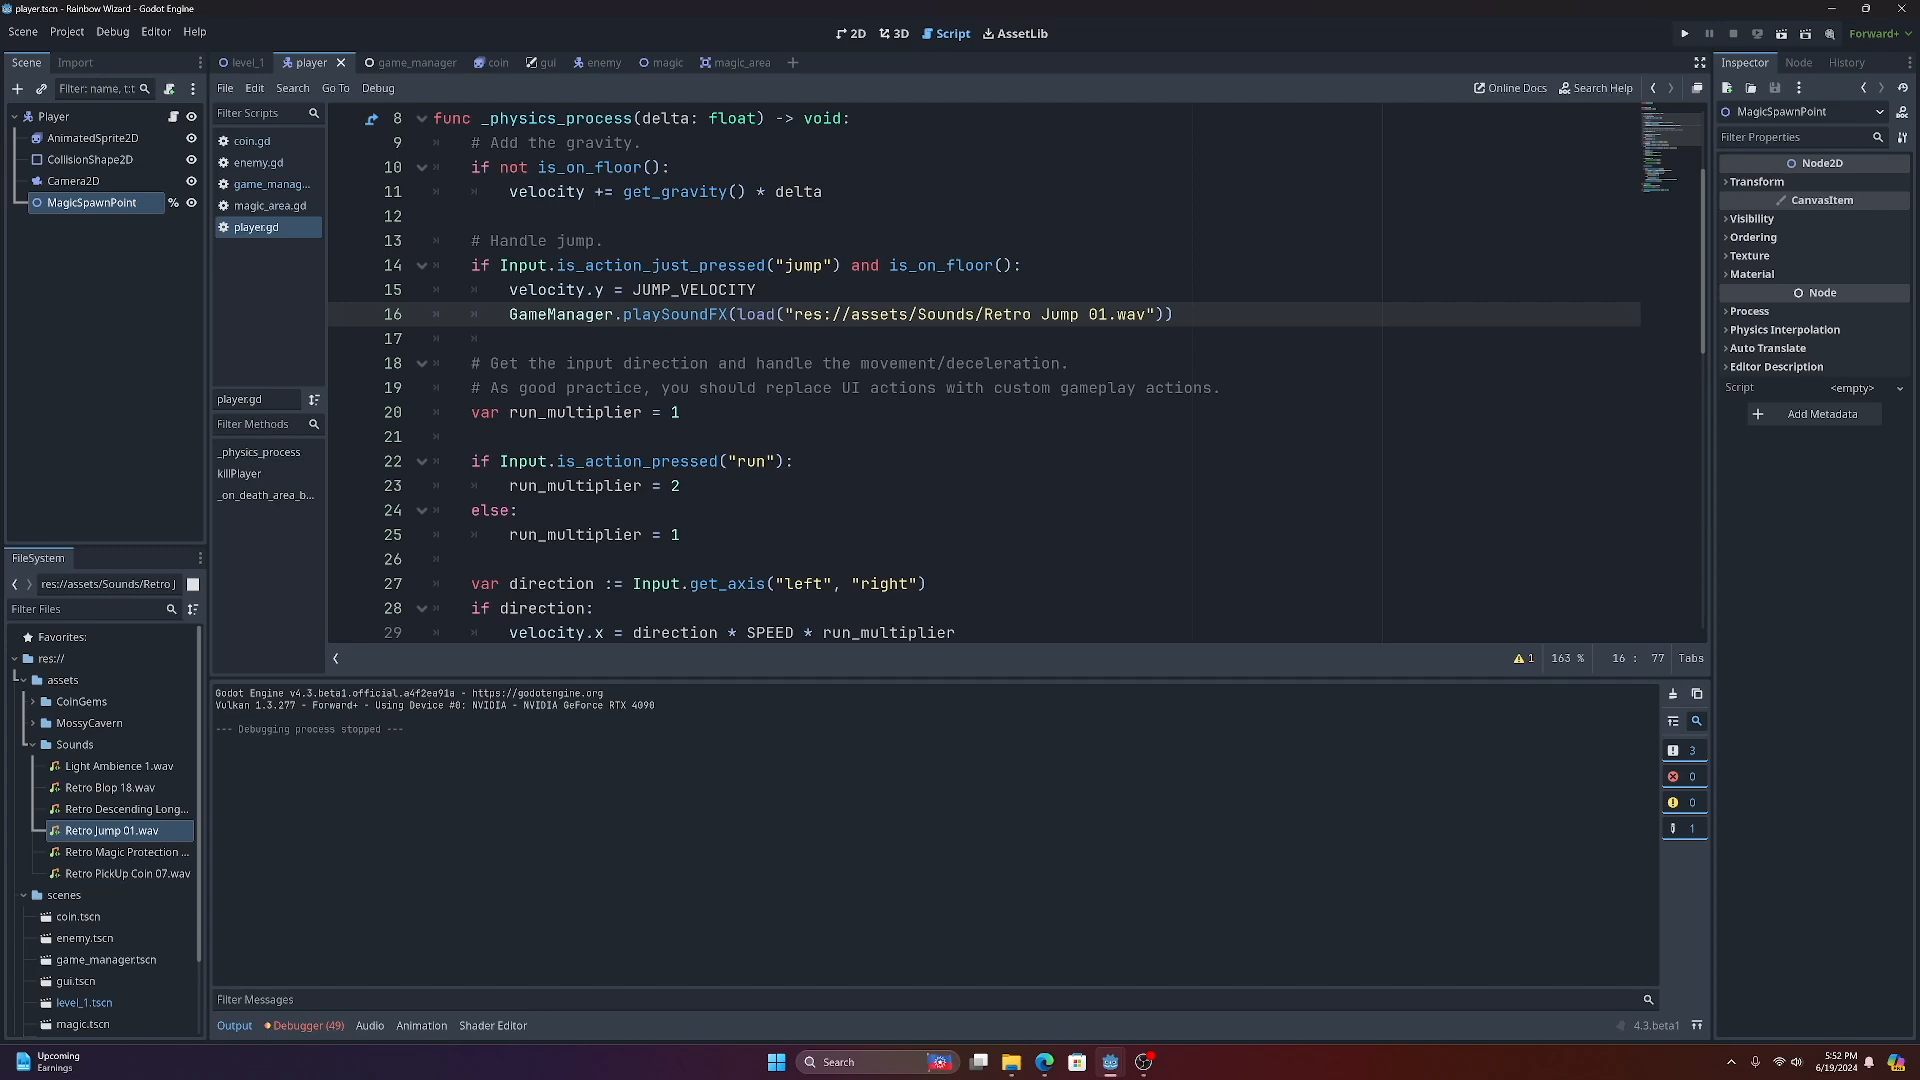 player.tscn - Rainbow Wizard - Godot Engine
Scene Project Debug Editor Help
2D 3D Script AssetLib
Forward+
Scene Import
level_1 player game_manager coin gui enemy magic magic_area
Inspector Node History
Filter: name, t:t
File Edit Search Go To Debug
Online Docs Search Help
Player
AnimatedSprite2D
CollisionShape2D
Camera2D
MagicSpawnPoint %
Filter Scripts
coin.gd
enemy.gd
game_manag...
magic_area.gd
player.gd
player.gd
Filter Methods
_physics_process
killPlayer
_on_death_area_b...
8 func _physics_process(delta: float) -> void:
9 # Add the gravity.
10 if not is_on_floor():
11 velocity += get_gravity() * delta
12
13 # Handle jump.
14 if Input.is_action_just_pressed("jump") and is_on_floor():
15 velocity.y = JUMP_VELOCITY
16 GameManager.playSoundFX(load("res://assets/Sounds/Retro Jump 01.wav"))
17
18 # Get the input direction and handle the movement/deceleration.
19 # As good practice, you should replace UI actions with custom gameplay actions.
20 var run_multiplier = 1
21
22 if Input.is_action_pressed("run"):
23 run_multiplier = 2
24 else:
25 run_multiplier = 1
26
27 var direction := Input.get_axis("left", "right")
28 if direction:
29 velocity.x = direction * SPEED * run_multiplier
1 163 % 16 : 77 Tabs
MagicSpawnPoint
Filter Properties
Node2D
Transform
CanvasItem
Visibility
Ordering
Texture
Material
Node
Process
Physics Interpolation
Auto Translate
Editor Description
Script <empty>
Add Metadata
FileSystem
res://assets/Sounds/Retro J
Filter Files
Favorites:
res://
assets
CoinGems
MossyCavern
Sounds
Light Ambience 1.wav
Retro Blop 18.wav
Retro Descending Long...
Retro Jump 01.wav
Retro Magic Protection ...
Retro PickUp Coin 07.wav
scenes
coin.tscn
enemy.tscn
game_manager.tscn
gui.tscn
level_1.tscn
magic.tscn
Godot Engine v4.3.beta1.official.a4f2ea91a - https://godotengine.org
Vulkan 1.3.277 - Forward+ - Using Device #0: NVIDIA - NVIDIA GeForce RTX 4090
--- Debugging process stopped ---
3
0
0
1
Filter Messages
Output Debugger (49) Audio Animation Shader Editor
4.3.beta1
Upcoming
Earnings
Search
5:52 PM
6/19/2024